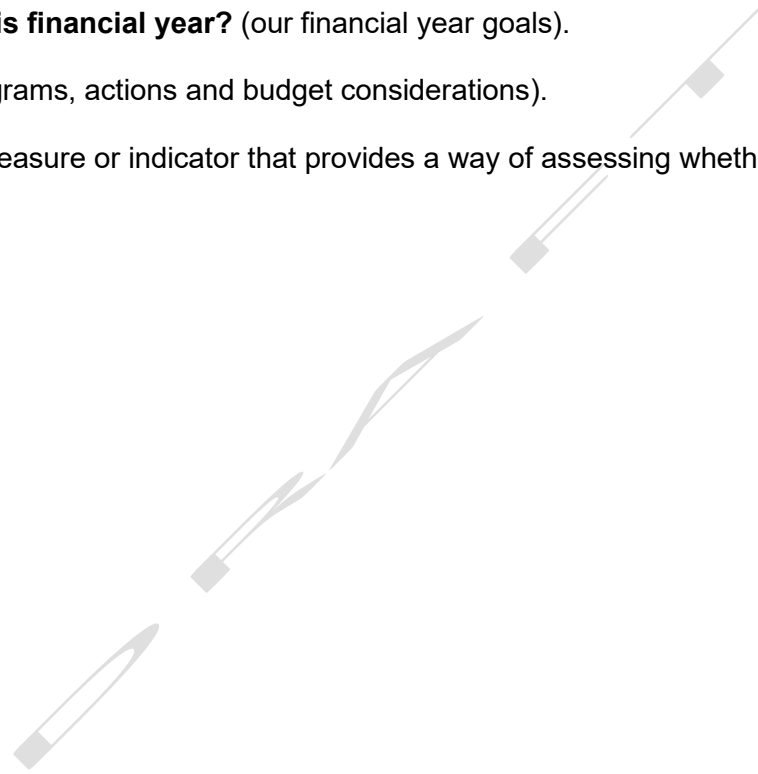 is financial year? (our financial year goals).
grams, actions and budget considerations).
easure or indicator that provides a way of assessing wheth